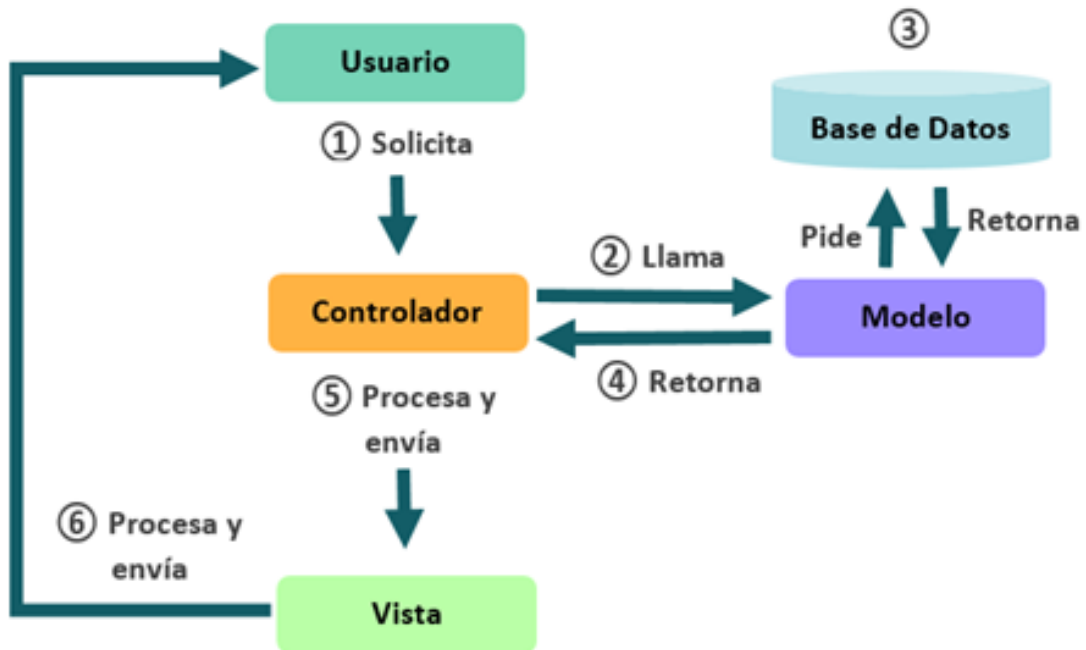 ③
Usuario
Base de Datos
① Solicita
Pide
Retorna
② Llama
Controlador
Modelo
④ Retorna
⑤ Procesa y
envía
⑥ Procesa y
envía
Vista